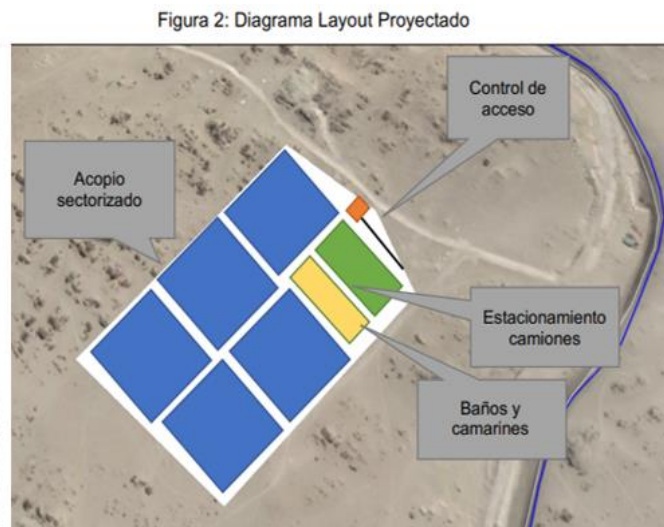 Figura 2: Diagrama Layout Proyectado
Control de
acceso
Acopio
sectorizado
Estacionamiento
camiones
Baños y
camarines